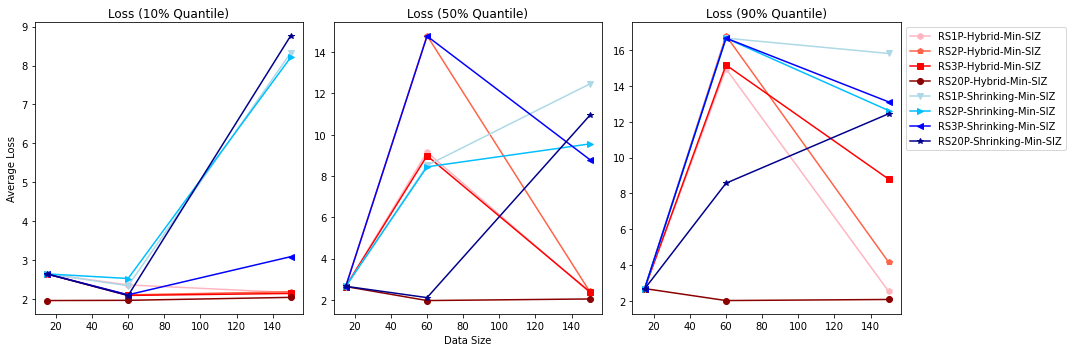 Loss (10% Quantile)
Loss (50% Quantile)
Loss (90% Quantile)
Average Loss
9
8
7
6
5
4
3
2
20 40 60 80 100 120 140
14
12
10
8
6
4
2
20 40 60 80 100 120 140
Data Size
16
14
12
10
8
6
4
2
20 40 60 80 100 120 140
RS1P-Hybrid-Min-SIZ
RS2P-Hybrid-Min-SIZ
RS3P-Hybrid-Min-SIZ
RS20P-Hybrid-Min-SIZ
RS1P-Shrinking-Min-SIZ
RS2P-Shrinking-Min-SIZ
RS3P-Shrinking-Min-SIZ
RS20P-Shrinking-Min-SIZ